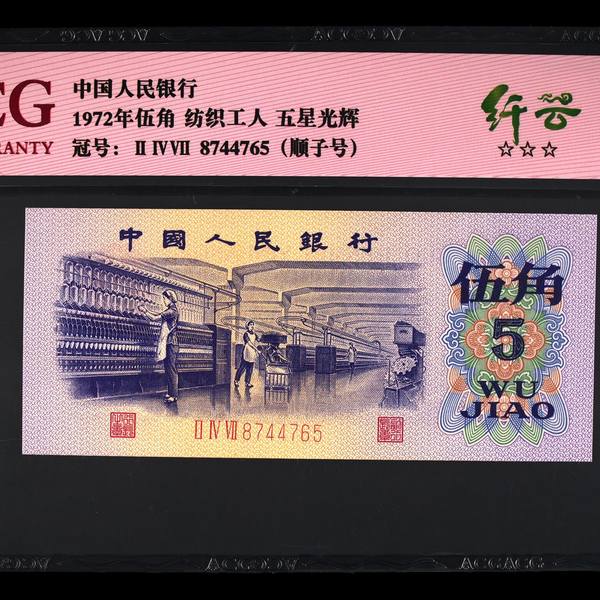 中国人民银行
1972年伍角 纺织工人 五星光辉
冠号: Ⅱ Ⅳ Ⅶ 8744765 (顺子号)
纤云
☆☆☆
EG
RANTY
中國人民銀行
伍角
5
WU
JIAO
Ⅱ Ⅳ Ⅶ 8744765